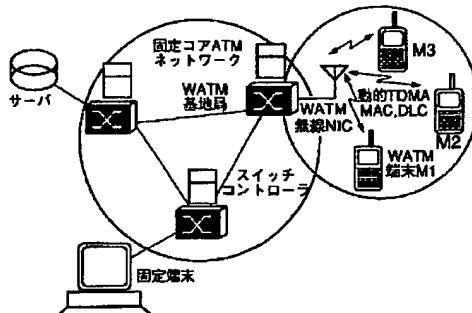 固定コアATM
ネットワーク
サーバ
WATM
基地局
WATM
無線NIC
動的TDMA
MAC,DLC
M3
M2
WATM
端末M1
スイッチ
コントローラ
固定端末